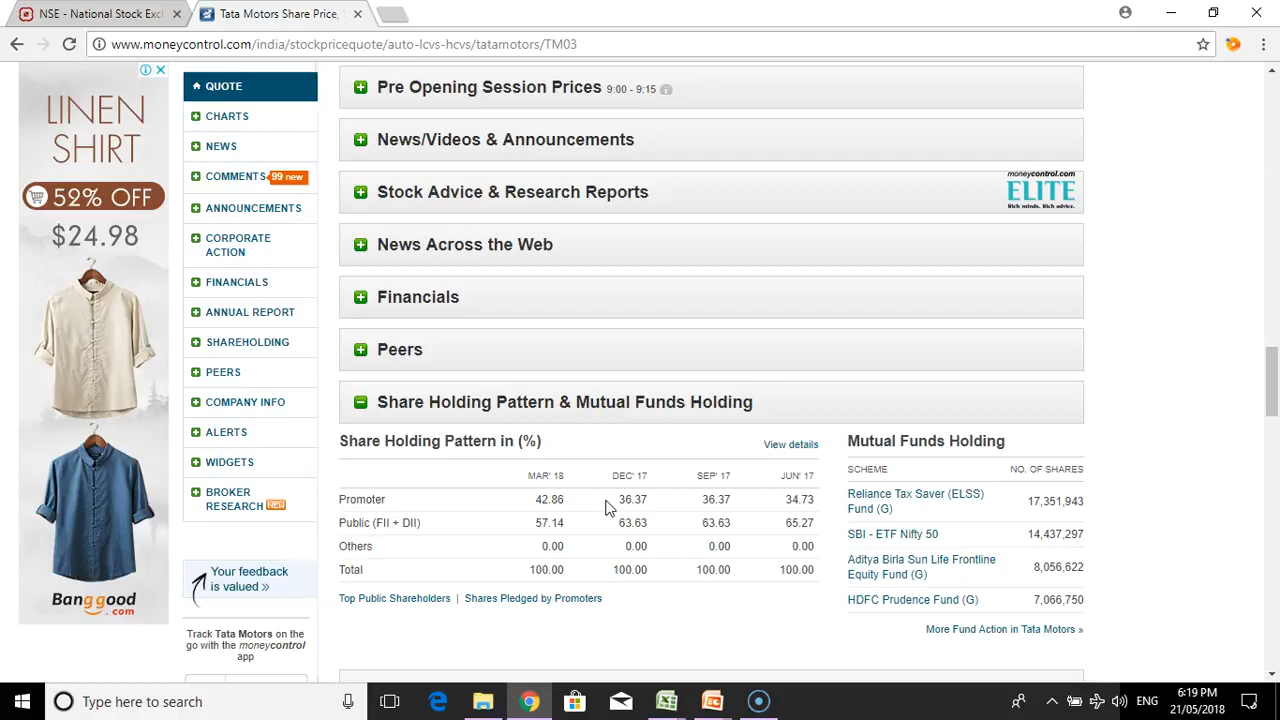 NSE - National Stock Exc
Tata Motors Share Price,
www.moneycontrol.com/india/stockpricequote/auto-lcvs-hcvs/tatamotors/TM03
LINEN
SHIRT
52% OFF
$24.98
Banggood
.com
QUOTE
CHARTS
NEWS
COMMENTS 99 new
ANNOUNCEMENTS
CORPORATE
ACTION
FINANCIALS
ANNUAL REPORT
SHAREHOLDING
PEERS
COMPANY INFO
ALERTS
WIDGETS
BROKER
RESEARCH NEW
Your feedback
is valued »
Track Tata Motors on the
go with the moneycontrol
app
Pre Opening Session Prices 9:00 - 9:15
News/Videos & Announcements
Stock Advice & Research Reports
moneycontrol.com
ELITE
Rich minds. Rich advice.
News Across the Web
Financials
Peers
Share Holding Pattern & Mutual Funds Holding
Share Holding Pattern in (%) View details
MAR' 18 DEC' 17 SEP' 17 JUN' 17
Promoter 42.86 36.37 36.37 34.73
Public (FII + DII) 57.14 63.63 63.63 65.27
Others 0.00 0.00 0.00 0.00
Total 100.00 100.00 100.00 100.00
Top Public Shareholders | Shares Pledged by Promoters
Mutual Funds Holding
SCHEME NO. OF SHARES
Reliance Tax Saver (ELSS)
Fund (G) 17,351,943
SBI - ETF Nifty 50 14,437,297
Aditya Birla Sun Life Frontline
Equity Fund (G) 8,056,622
HDFC Prudence Fund (G) 7,066,750
More Fund Action in Tata Motors »
Type here to search
ENG
6:19 PM
21/05/2018